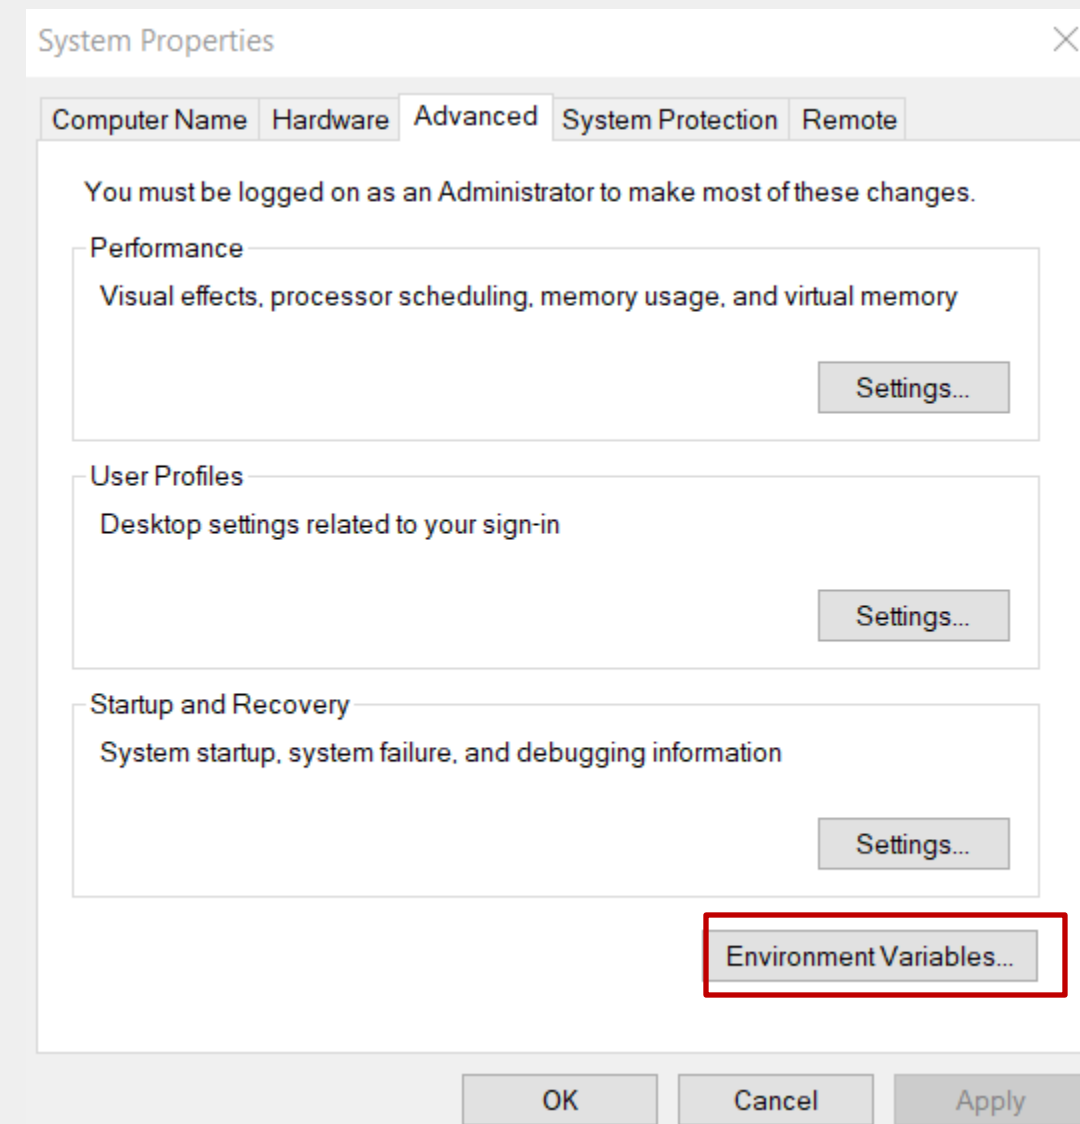 System Properties
Computer Name Hardware Advanced System Protection Remote
You must be logged on as an Administrator to make most of these changes.
Performance
Visual effects, processor scheduling, memory usage, and virtual memory
Settings...
User Profiles
Desktop settings related to your sign-in
Settings...
Startup and Recovery
System startup, system failure, and debugging information
Settings...
Environment Variables...
OK Cancel Apply